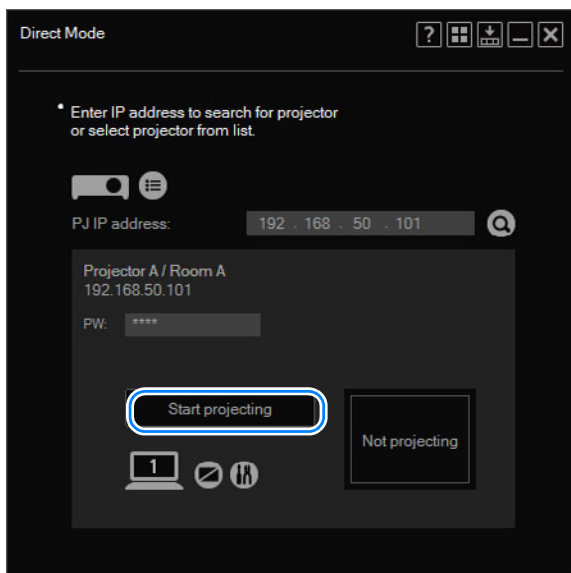 Direct Mode
?
Enter IP address to search for projector
or select projector from list.
PJ IP address: 192 . 168 . 50 . 101
Projector A / Room A
192.168.50.101
PW: ****
Start projecting
Not projecting
1